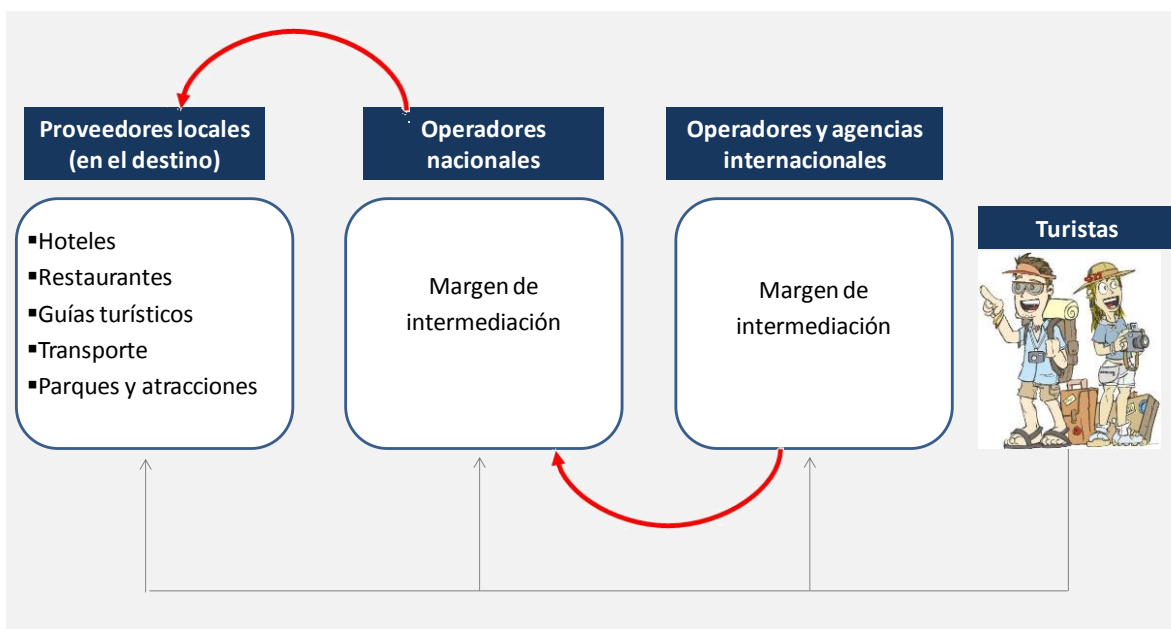 Proveedores locales
(en el destino)
▪Hoteles
▪Restaurantes
▪Guías turísticos
▪Transporte
▪Parques y atracciones
Operadores
nacionales
Margen de
intermediación
Operadores y agencias
internacionales
Margen de
intermediación
Turistas